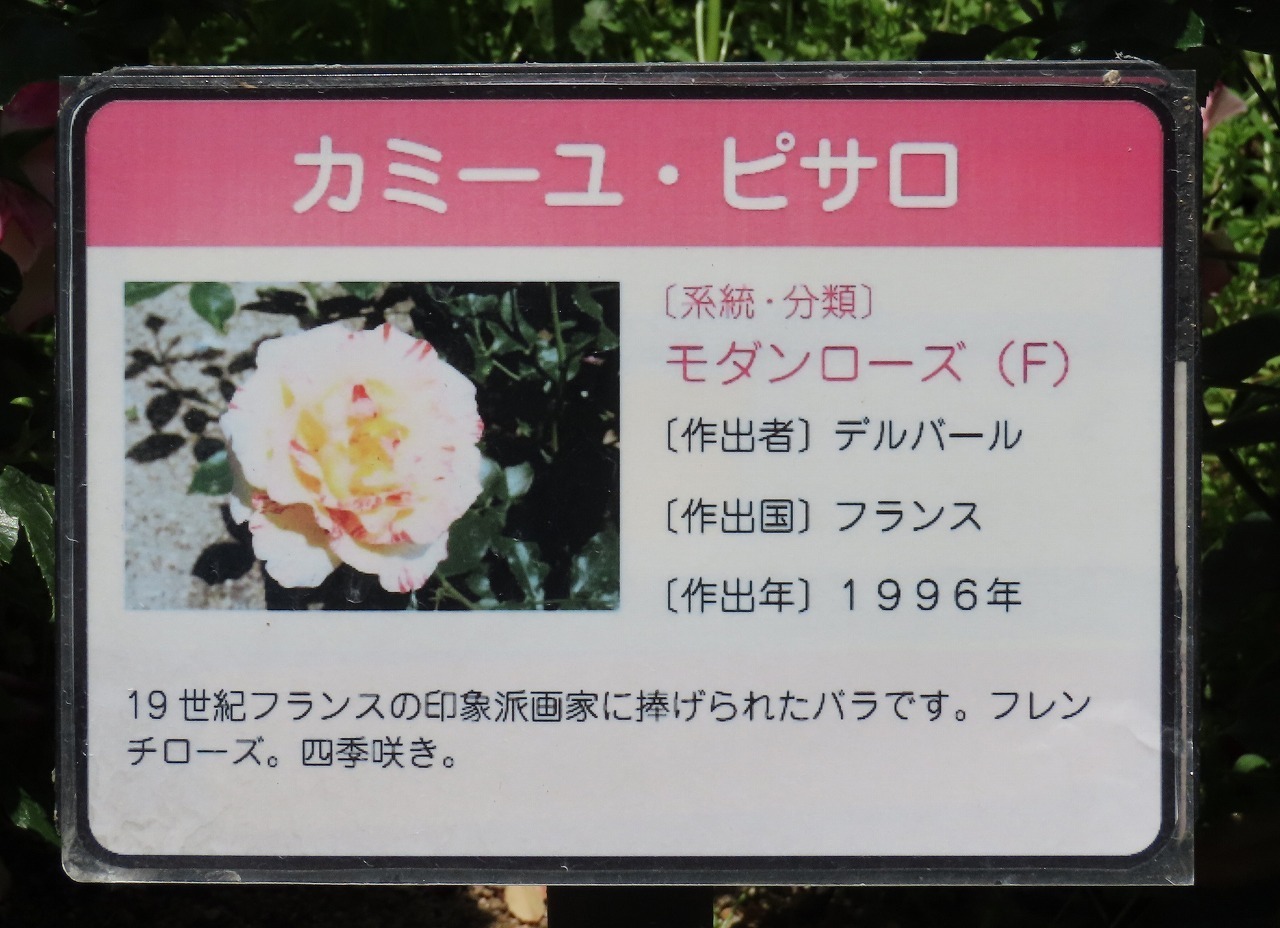 カミーユ・ピサロ
〔系統・分類〕
モダンローズ（F）
〔作出者〕デルバール
〔作出国〕フランス
〔作出年〕１９９６年
19世紀フランスの印象派画家に捧げられたバラです。フレン
チローズ。四季咲き。